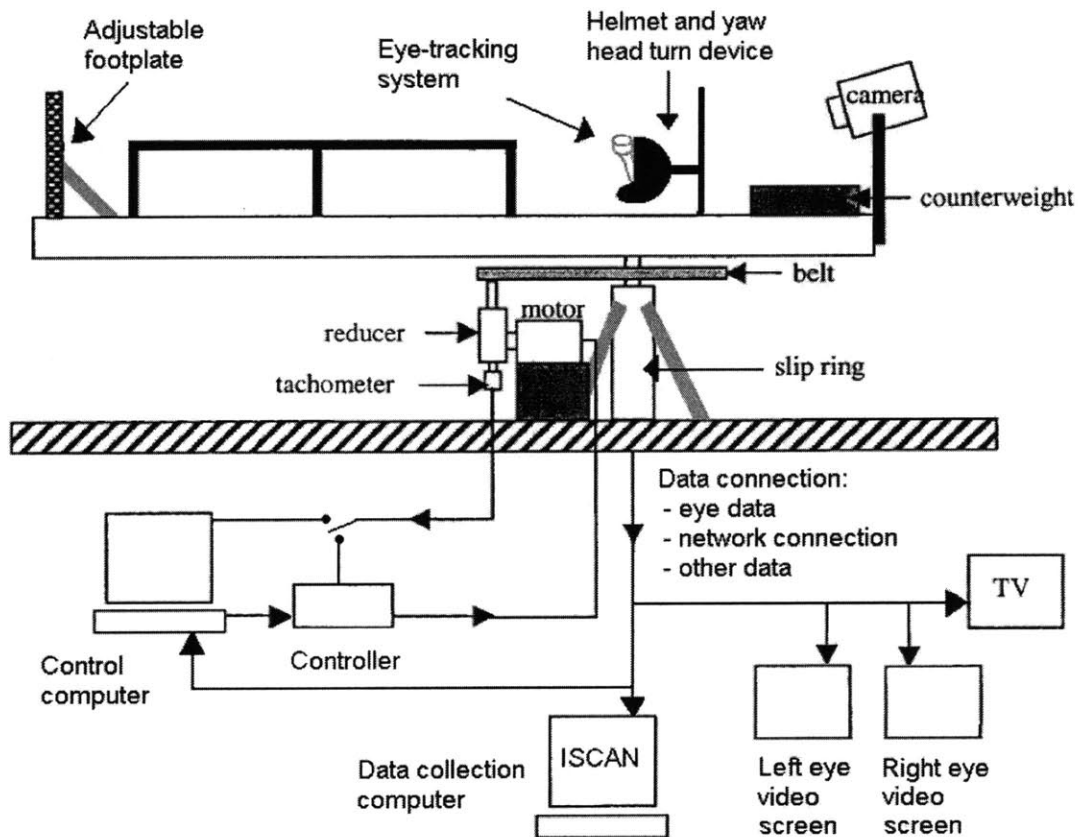 Adjustable
footplate
Eye-tracking
system
Helmet and yaw
head turn device
camera
counterweight
belt
motor
reducer
tachometer
slip ring
Data connection:
- eye data
- network connection
- other data
TV
Control
computer
Controller
Data collection
computer
ISCAN
Left eye
video
screen
Right eye
video
screen